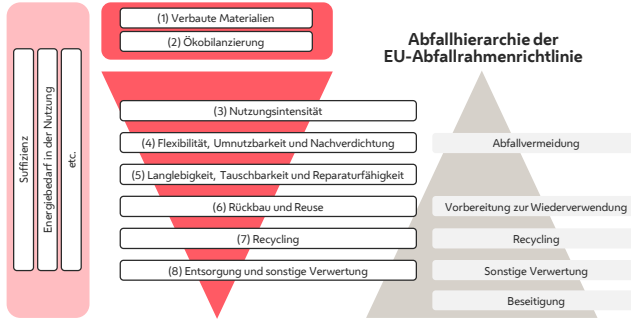 Suffizienz
Energiebedarf in der Nutzung
etc.
(1) Verbaute Materialien
(2) Ökobilanzierung
(3) Nutzungsintensität
(4) Flexibilität, Umnutzbarkeit und Nachverdichtung
(5) Langlebigkeit, Tauschbarkeit und Reparaturfähigkeit
(6) Rückbau und Reuse
(7) Recycling
(8) Entsorgung und sonstige Verwertung
Abfallhierarchie der
EU-Abfallrahmenrichtlinie
Abfallvermeidung
Vorbereitung zur Wiederverwendung
Recycling
Sonstige Verwertung
Beseitigung